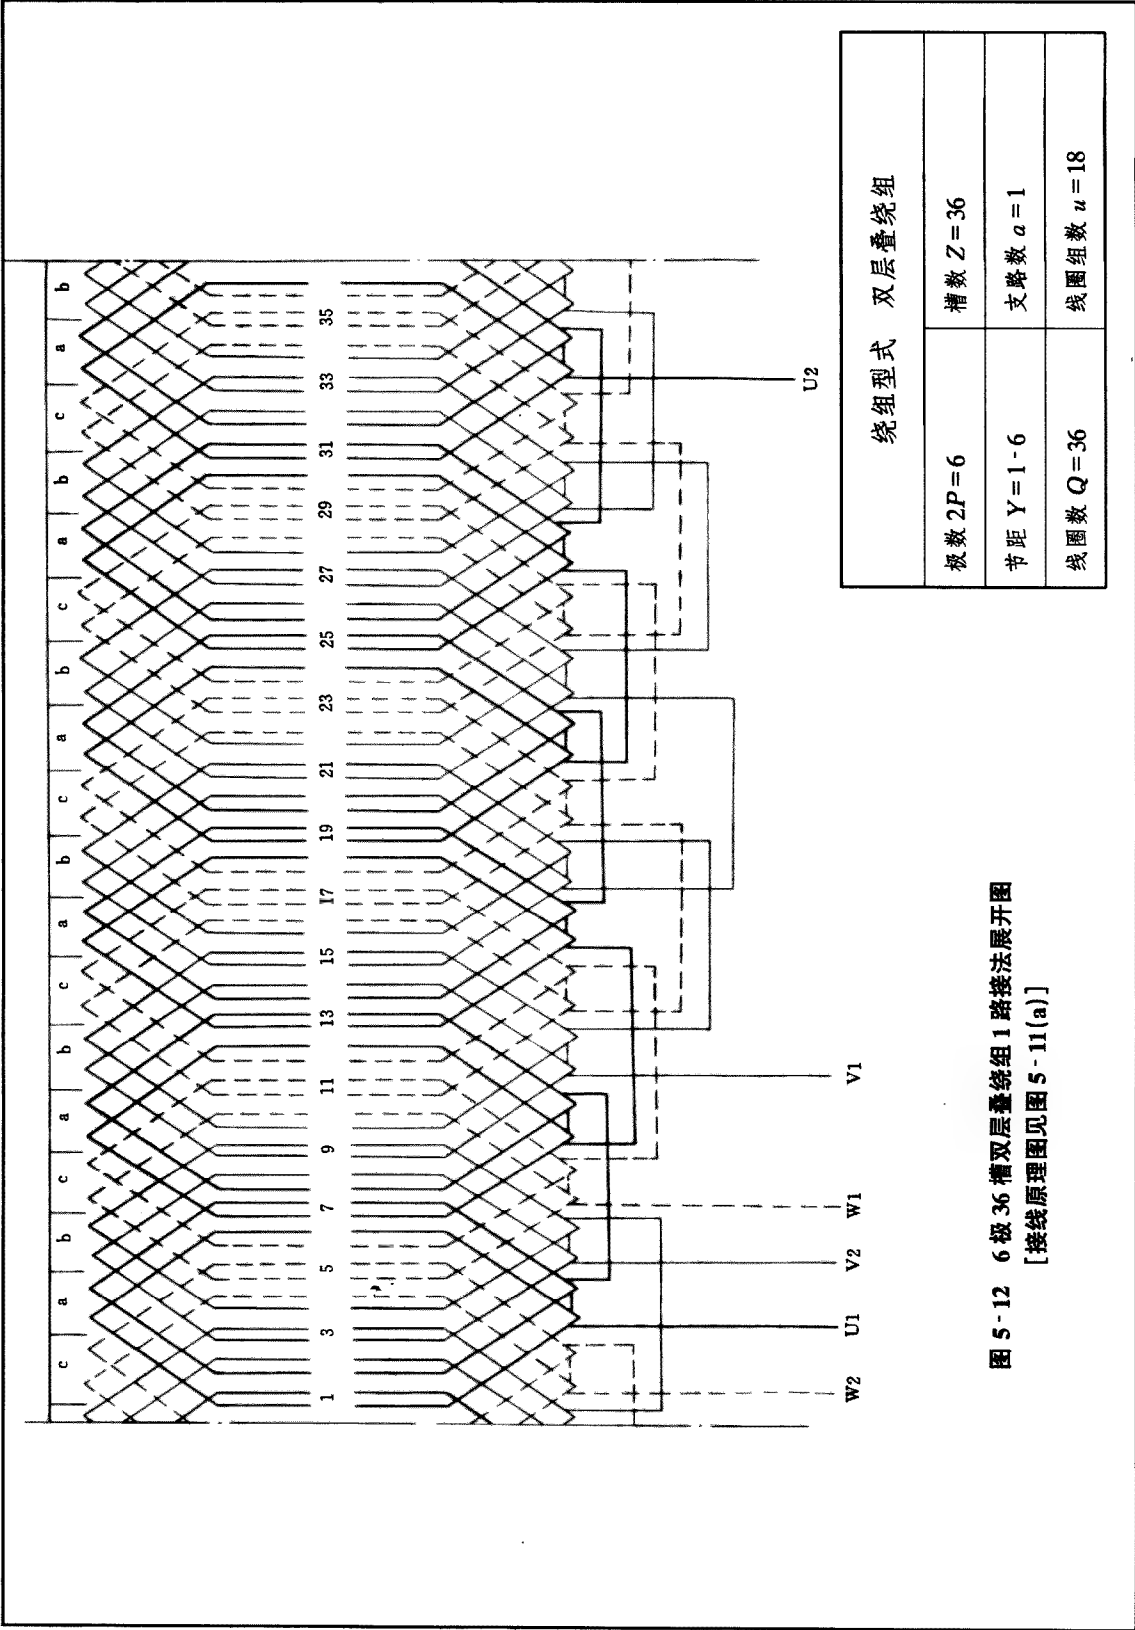 c a b c a b c a b c a b c a b c a b
1 3 5 7 9 11 13 15 17 19 21 23 25 27 29 31 33 35
U2
W2 U1 V2 W1 V1
绕组型式 双层叠绕组
极数 2P=6 槽数 Z=36
节距 Y=1-6 支路数 a=1
线圈数 Q=36 线圈组数 u=18
图 5-12 6 极 36 槽双层叠绕组 1 路接法展开图
[接线原理图见图 5-11(a)]